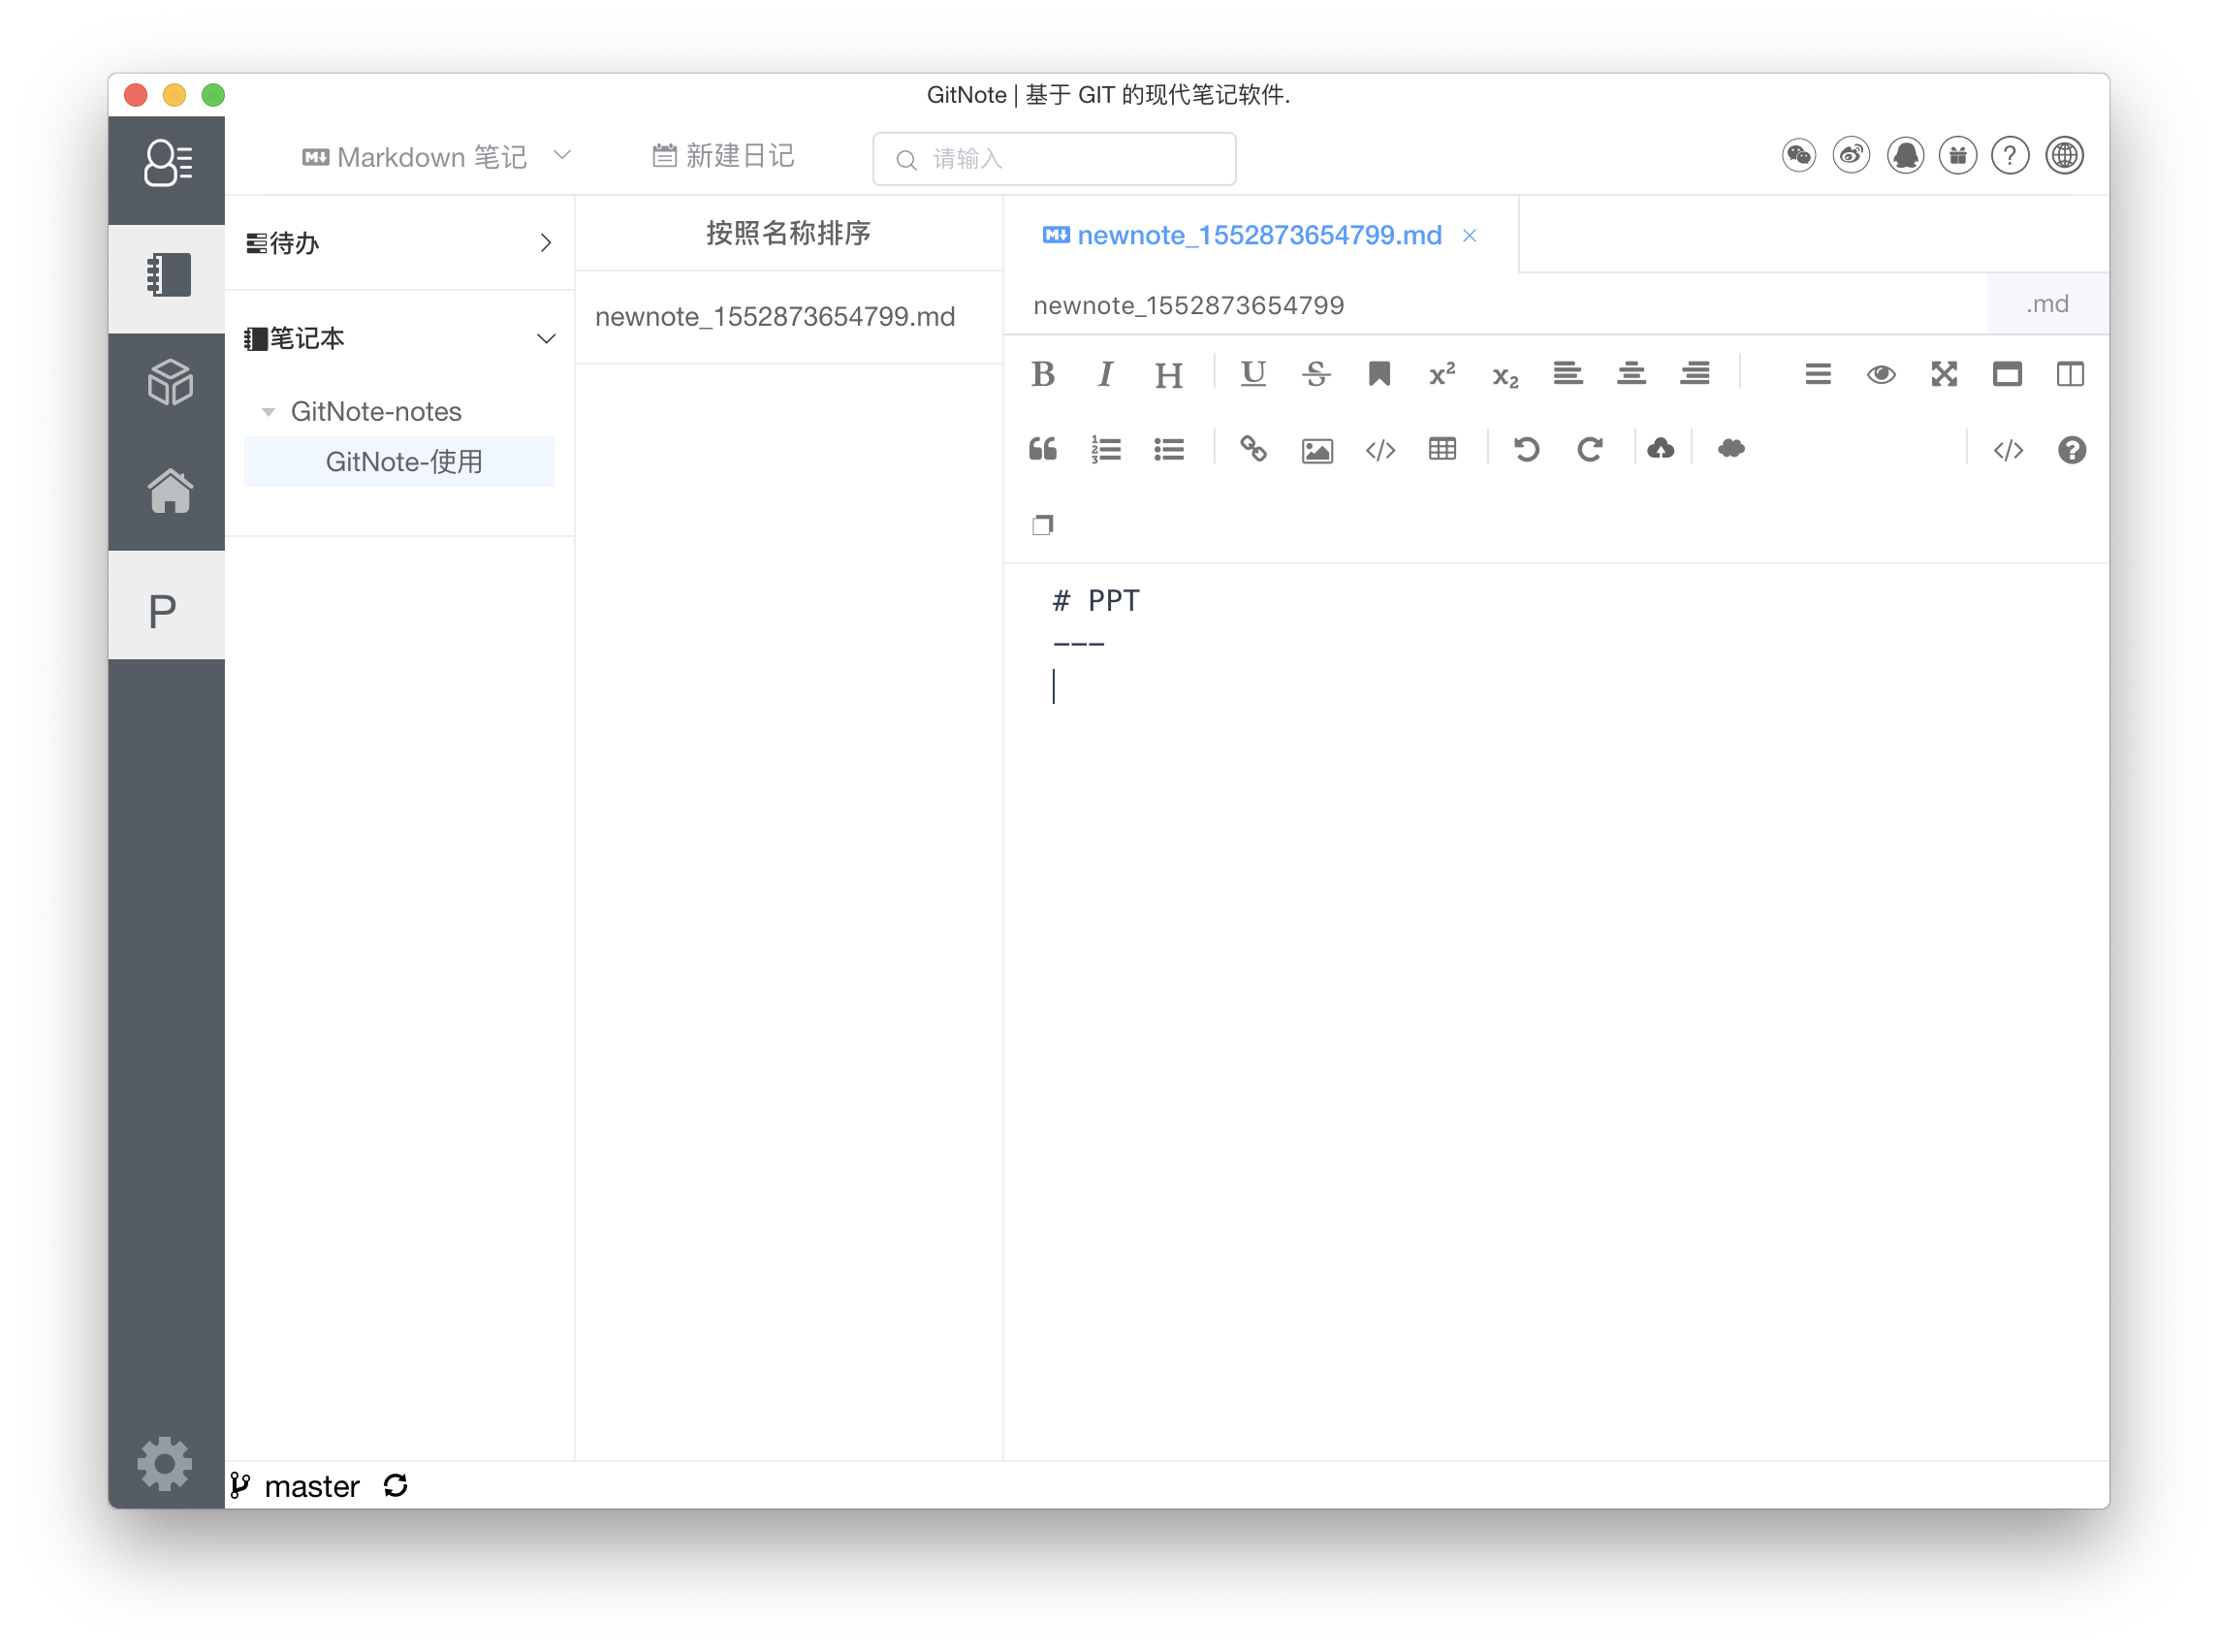 GitNote | 基于 GIT 的现代笔记软件.
Markdown 笔记
新建日记
请输入
待办
笔记本
GitNote-notes
GitNote-使用
P
按照名称排序
newnote_1552873654799.md
newnote_1552873654799.md
newnote_1552873654799
.md
# PPT
---
master